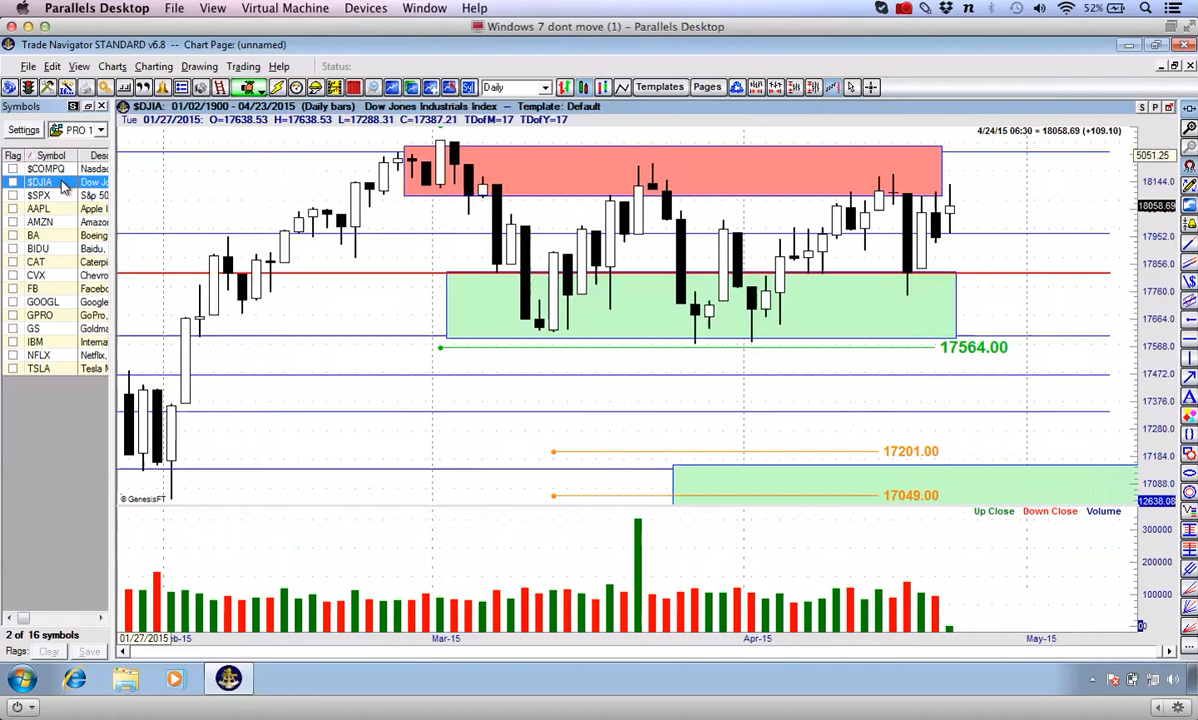 Parallels Desktop File View Virtual Machine Devices Window Help 52%
Windows 7 dont move (1) - Parallels Desktop
Trade Navigator STANDARD v6.8 -- Chart Page: (unnamed)
File Edit View Charts Charting Drawing Trading Help Status:
Daily Templates Pages
Symbols
$DJIA: 01/02/1900 - 04/23/2015 (Daily bars) Dow Jones Industrials Index -- Template: Default
S P
Tue 01/27/2015: O=17638.53 H=17638.53 L=17288.31 C=17387.21 TDofM=17 TDofY=17
Settings PRO 1
4/24/15 06:30 = 18058.69 (+109.10)
Flag / Symbol Desc
$COMPQ Nasdac
$DJIA Dow Jo
$SPX S&p 50
AAPL Apple I
AMZN Amazor
BA Boeing
BIDU Baidu,
CAT Caterpi
CVX Chevro
FB Faceboo
GOOGL Google
GPRO GoPro,
GS Goldma
IBM Interna
NFLX Netflix,
TSLA Tesla M
5051.25
18144.0
18058.69
17952.0
17856.0
17760.0
17664.0
17568.0
17472.0
17376.0
17280.0
17184.0
17088.0
12638.08
17564.00
17201.00
17049.00
© GenesisFT
Up Close Down Close Volume
300000
200000
100000
2 of 16 symbols
01/27/2015 eb-15 Mar-15 Apr-15 May-15
Flags: Clear Save